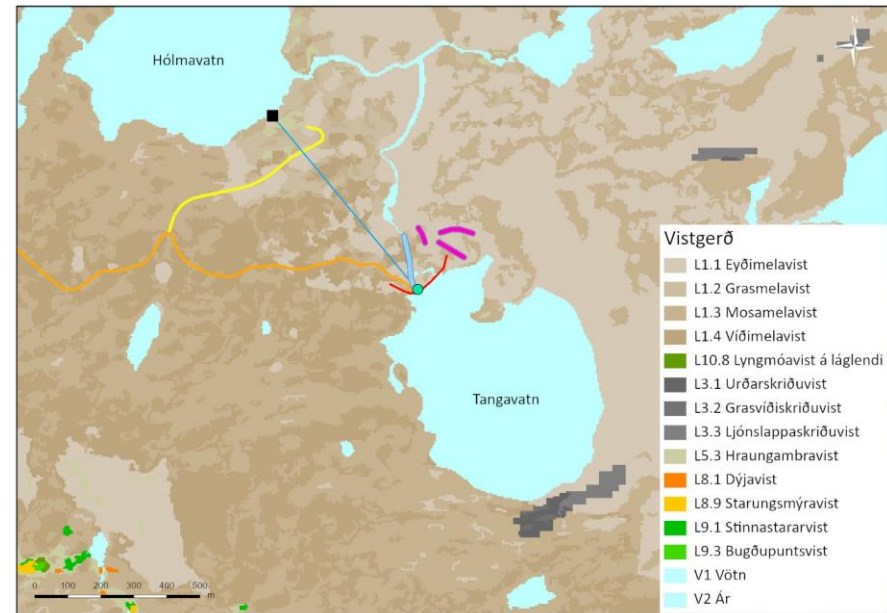 Hólmavatn
N
Tangavatn
Vistgerð
L1.1 Eyðimelavist
L1.2 Grasmelavist
L1.3 Mosamelavist
L1.4 Víðimelavist
L10.8 Lyngmóavist á láglendi
L3.1 Urðarskriðuvist
L3.2 Grasvíðiskriðuvist
L3.3 Ljónslappaskriðuvist
L5.3 Hraungambravist
L8.1 Dýjavist
L8.9 Starungsmýravist
L9.1 Stinnastararvist
L9.3 Bugðupuntsvist
V1 Vötn
V2 Ár
0 100 200 300 400 500
m